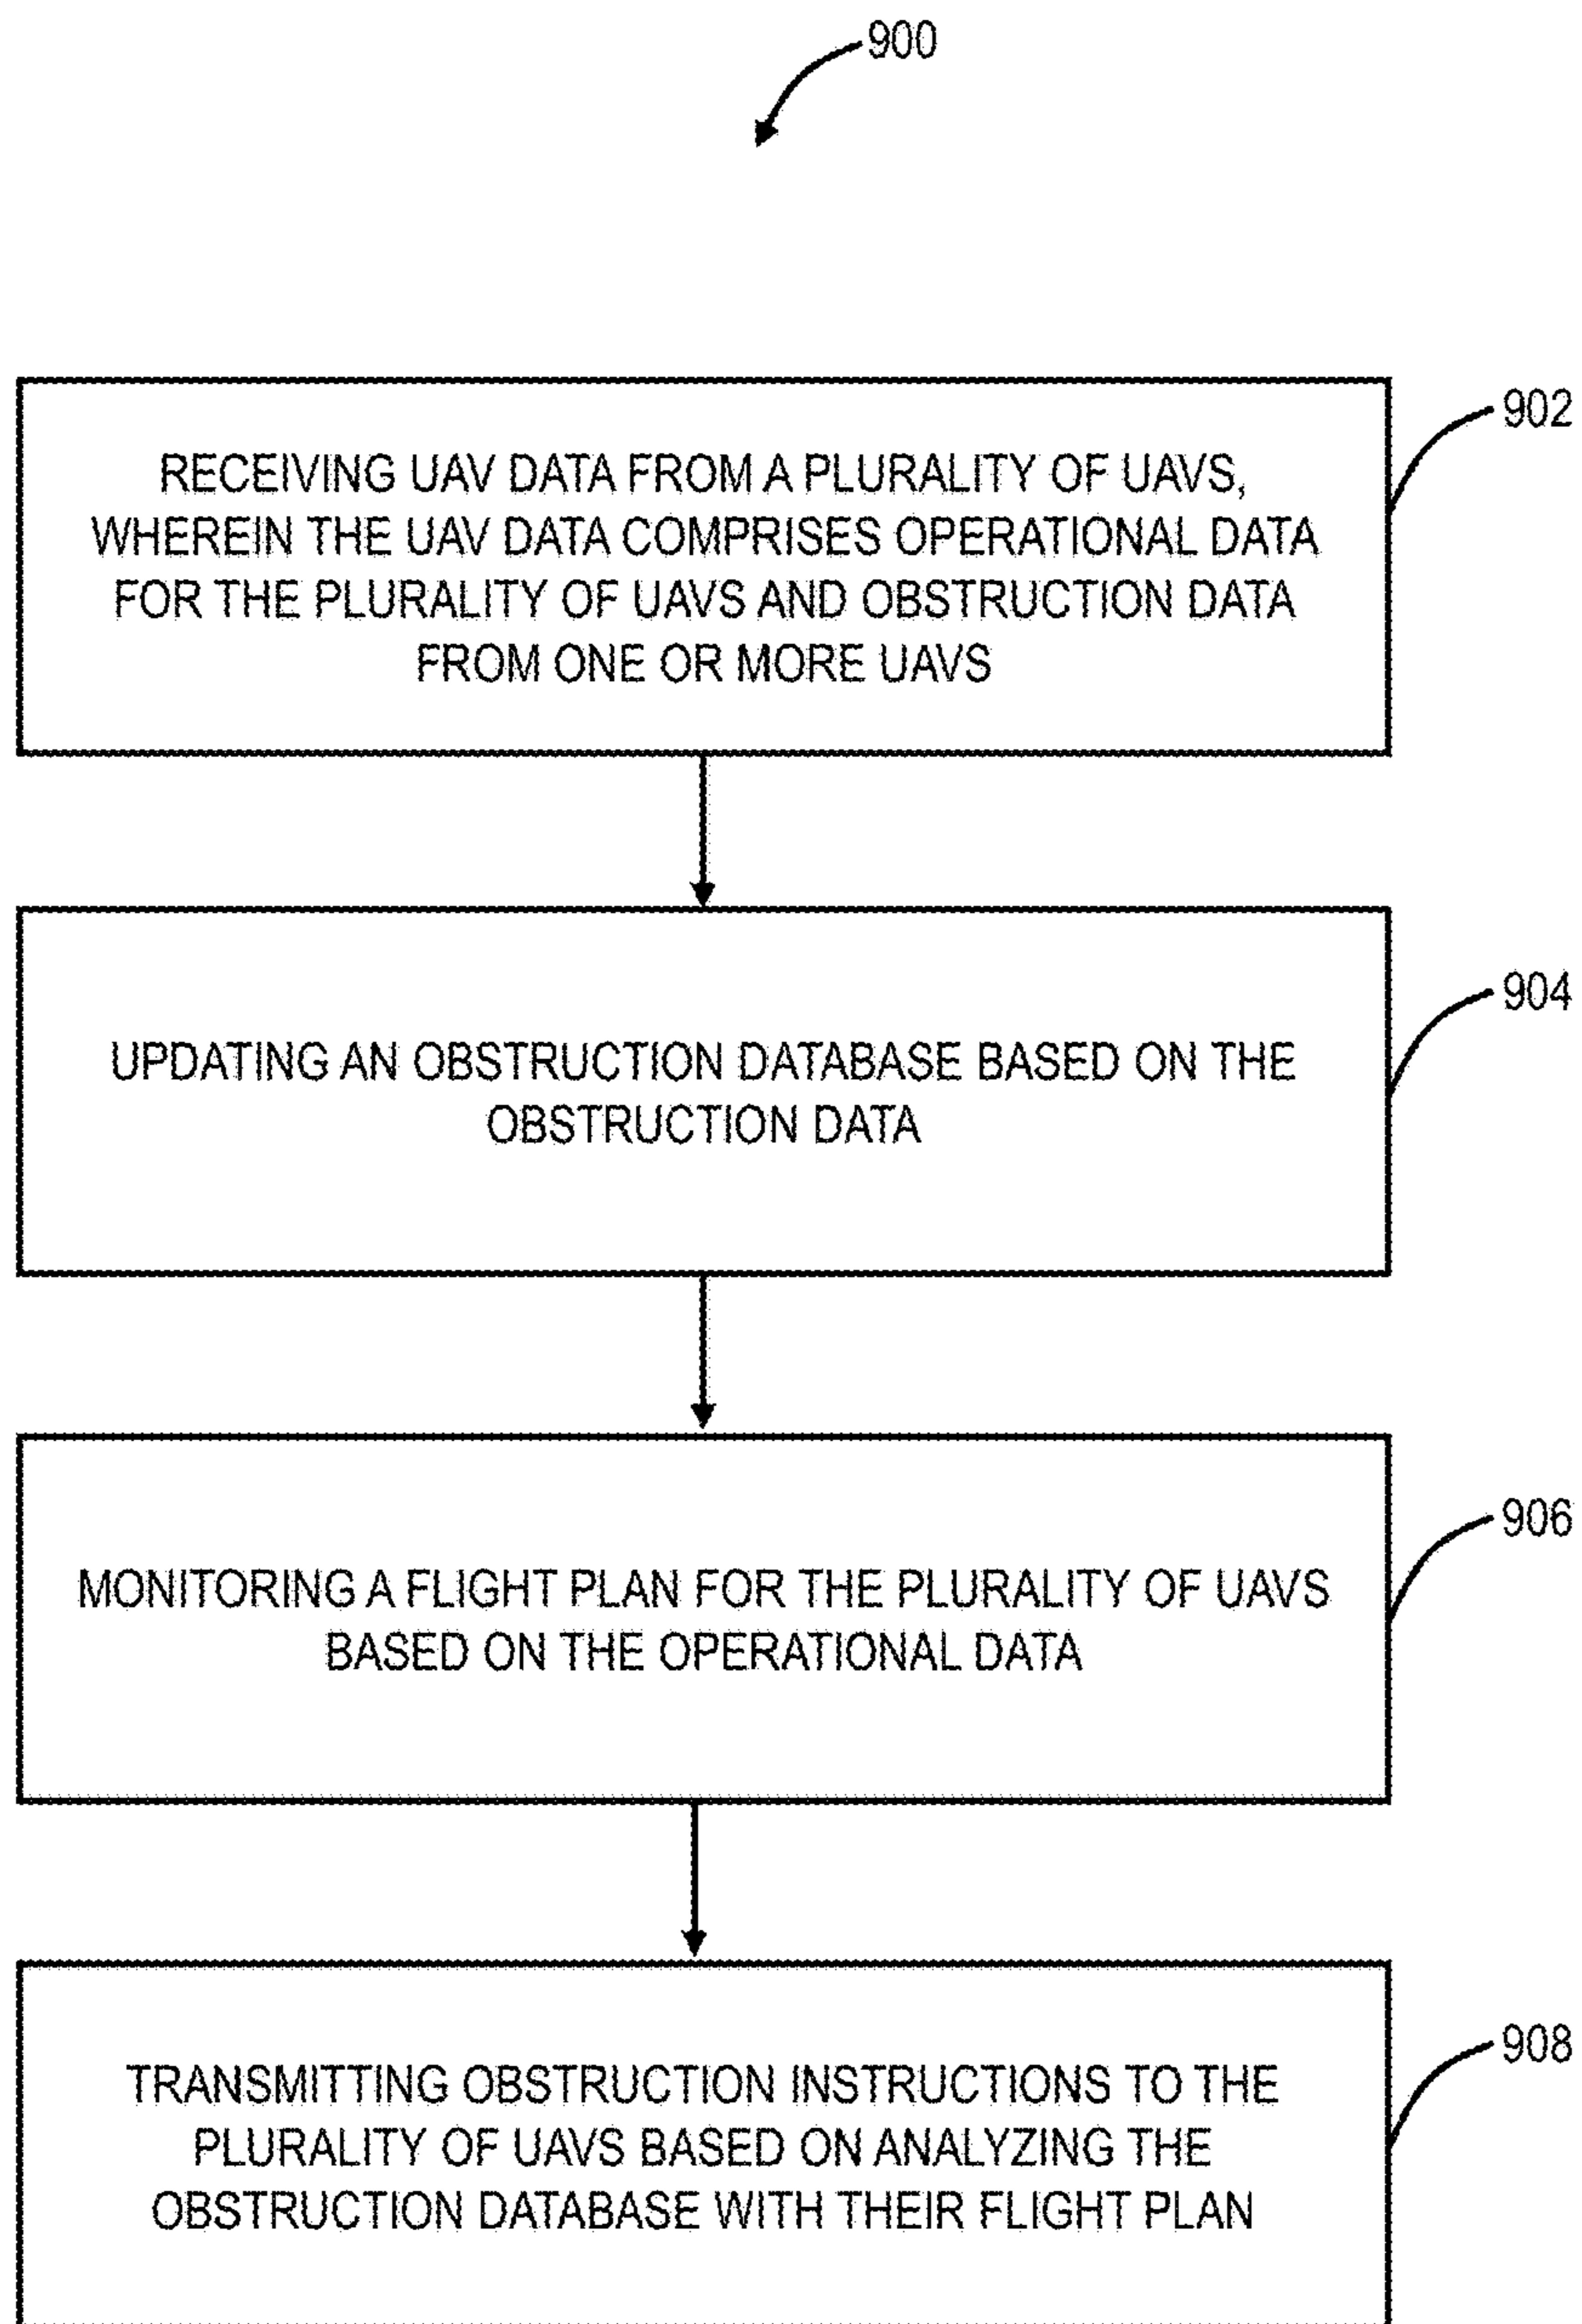 900
902
RECEIVING UAV DATA FROM A PLURALITY OF UAVS,
WHEREIN THE UAV DATA COMPRISES OPERATIONAL DATA
FOR THE PLURALITY OF UAVS AND OBSTRUCTION DATA
FROM ONE OR MORE UAVS
904
UPDATING AN OBSTRUCTION DATABASE BASED ON THE
OBSTRUCTION DATA
906
MONITORING A FLIGHT PLAN FOR THE PLURALITY OF UAVS
BASED ON THE OPERATIONAL DATA
908
TRANSMITTING OBSTRUCTION INSTRUCTIONS TO THE
PLURALITY OF UAVS BASED ON ANALYZING THE
OBSTRUCTION DATABASE WITH THEIR FLIGHT PLAN